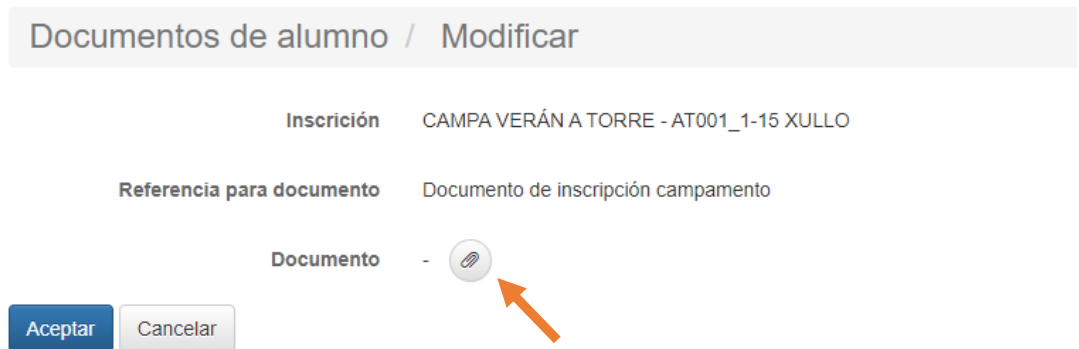 Documentos de alumno / Modificar
Inscrición CAMPA VERÁN A TORRE - AT001_1-15 XULLO
Referencia para documento Documento de inscripción campamento
Documento -
Aceptar Cancelar